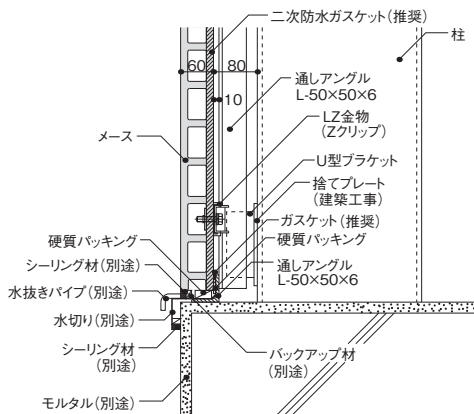 二次防水ガスケット(推奨)
柱
60
80
通しアングル
L-50×50×6
10
LZ金物
(Zクリップ)
メース
U型ブラケット
捨てプレート
(建築工事)
ガスケット(推奨)
硬質パッキング
硬質パッキング
シーリング材(別途)
通しアングル
L-50×50×6
水抜きパイプ(別途)
水切り(別途)
シーリング材
(別途)
バックアップ材
(別途)
モルタル(別途)